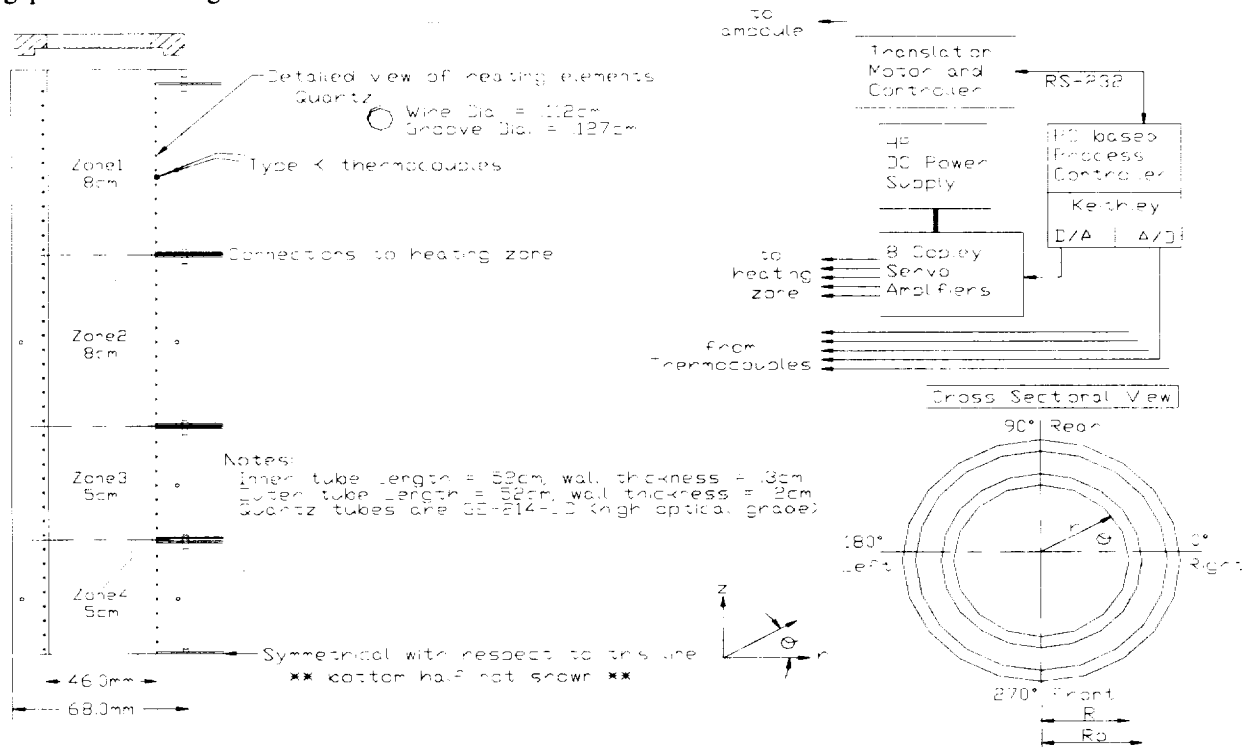 to
ampoule
Translator
Motor and
Controller
RS-232
Detailed view of heating elements
Quartz
Wire Dia. = .112cm
Groove Dia. = .127cm
HP
DC Power
Supply
PC based
Process
Controller
Zone1
8cm
Type K thermocouples
Keithley
D/A
A/D
Connections to heating zone
to
heating
zone
8 Copley
Servo
Amplifiers
Zone2
8cm
from
Thermocouples
Cross Sectional View
90° Rear
Notes:
Inner tube length = 52cm, wall thickness = .3cm
Outer tube length = 52cm, wall thickness = .2cm
Quartz tubes are GE-214-LD (high optical grade)
Zone3
5cm
r
Θ
180°
Left
0°
Right
Zone4
5cm
z
Θ
r
Symmetrical with respect to this line
** bottom half not shown **
46.0mm
68.0mm
270° Front
R
Ro